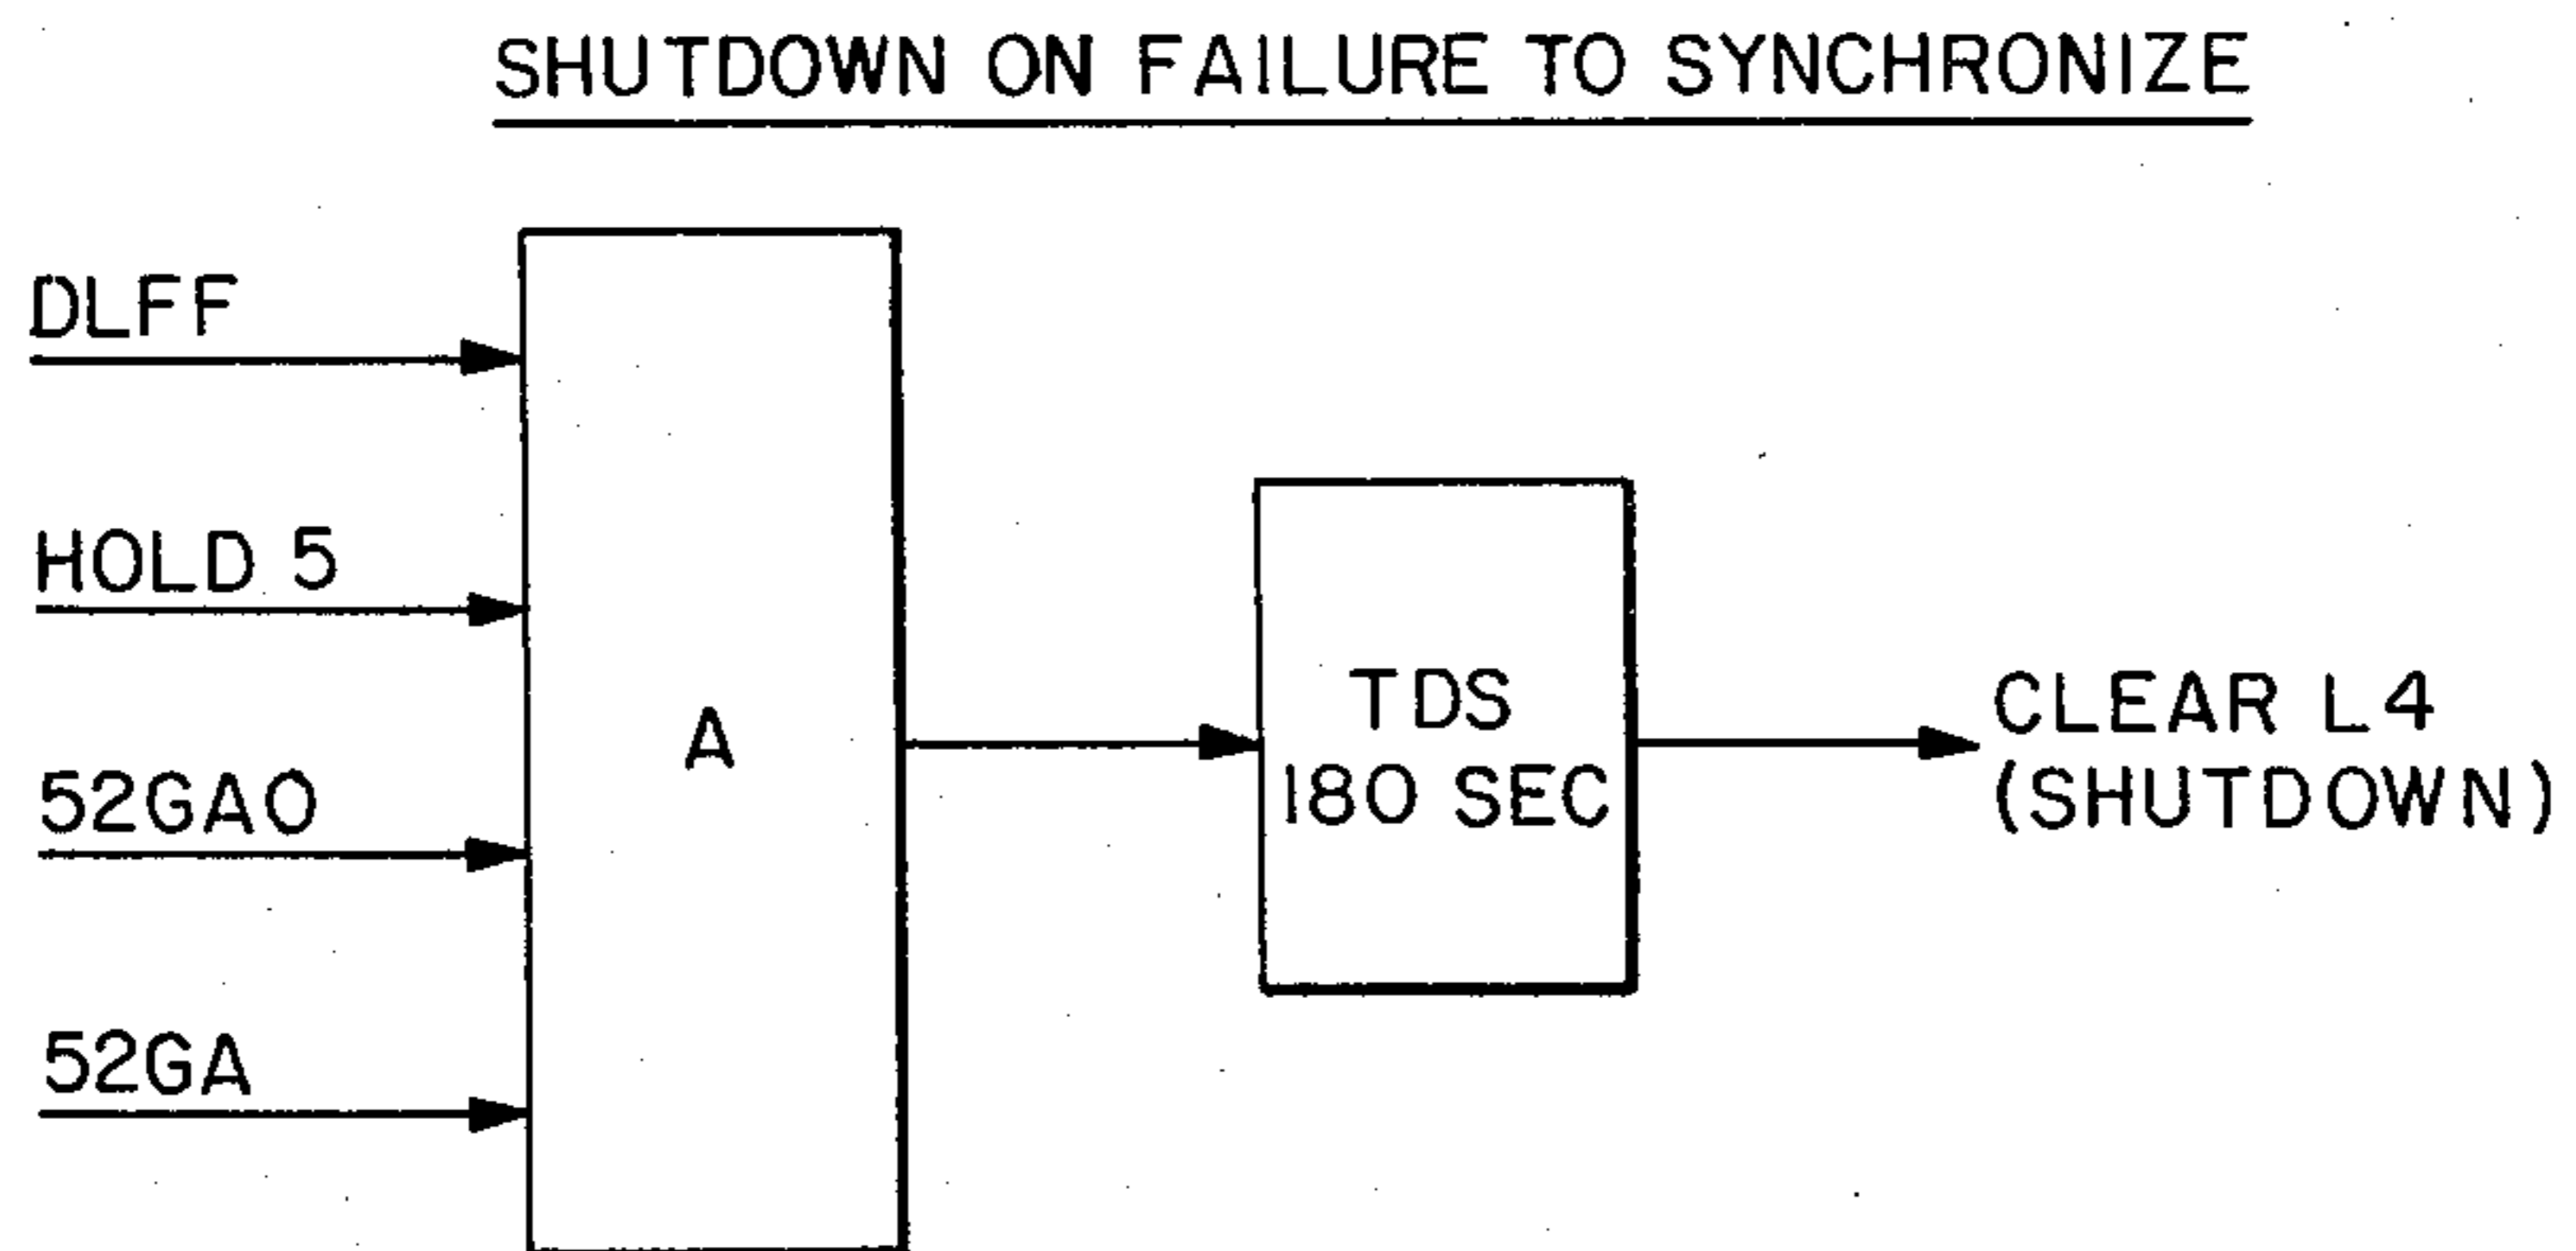 SHUTDOWN ON FAILURE TO SYNCHRONIZE
DLFF
HOLD 5
52GAO
52GA
A
TDS
180 SEC
CLEAR L4
(SHUTDOWN)